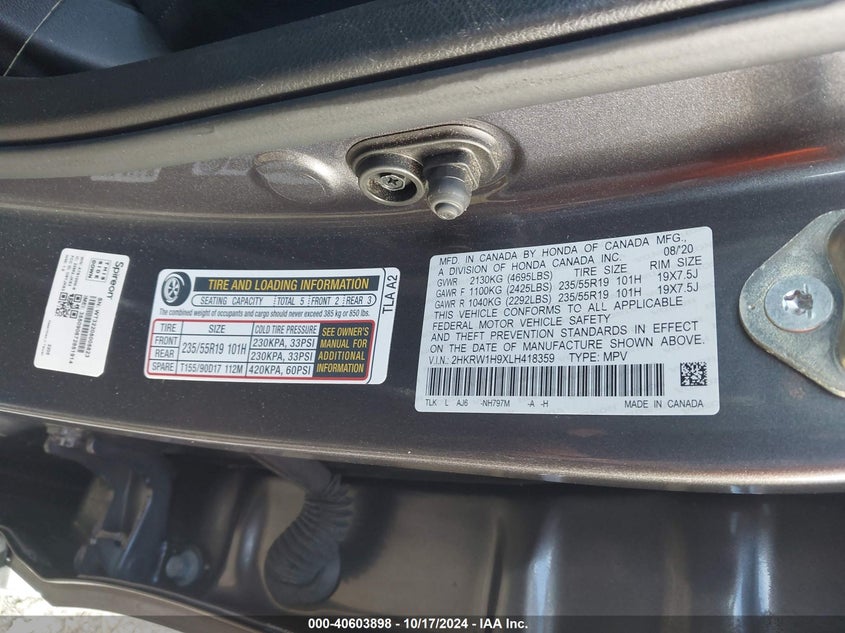 Spireon
THIS
SIDE
DOWN
TIRE AND LOADING INFORMATION
SEATING CAPACITY TOTAL 5 FRONT 2 REAR 3
The combined weight of occupants and cargo should never exceed 385 kg or 850 lbs.
TIRE SIZE COLD TIRE PRESSURE
FRONT 235/55R19 101H 230KPA, 33PSI
REAR 230KPA, 33PSI
SPARE T155/90D17 112M 420KPA, 60PSI
SEE OWNER'S
MANUAL FOR
ADDITIONAL
INFORMATION
TLA A2
MFD. IN CANADA BY HONDA OF CANADA MFG.,
A DIVISION OF HONDA CANADA INC. 08/20
GVWR 2130KG (4695LBS) TIRE SIZE RIM SIZE
GAWR F 1100KG (2425LBS) 235/55R19 101H 19X7.5J
GAWR R 1040KG (2292LBS) 235/55R19 101H 19X7.5J
THIS VEHICLE CONFORMS TO ALL APPLICABLE
FEDERAL MOTOR VEHICLE SAFETY
AND THEFT PREVENTION STANDARDS IN EFFECT
ON THE DATE OF MANUFACTURE SHOWN ABOVE.
V.I.N.: 2HKRW1H9XLH418359 TYPE: MPV
TLK L AJ6 -NH797M -A -H MADE IN CANADA
000-40603898 - 10/17/2024 - IAA Inc.